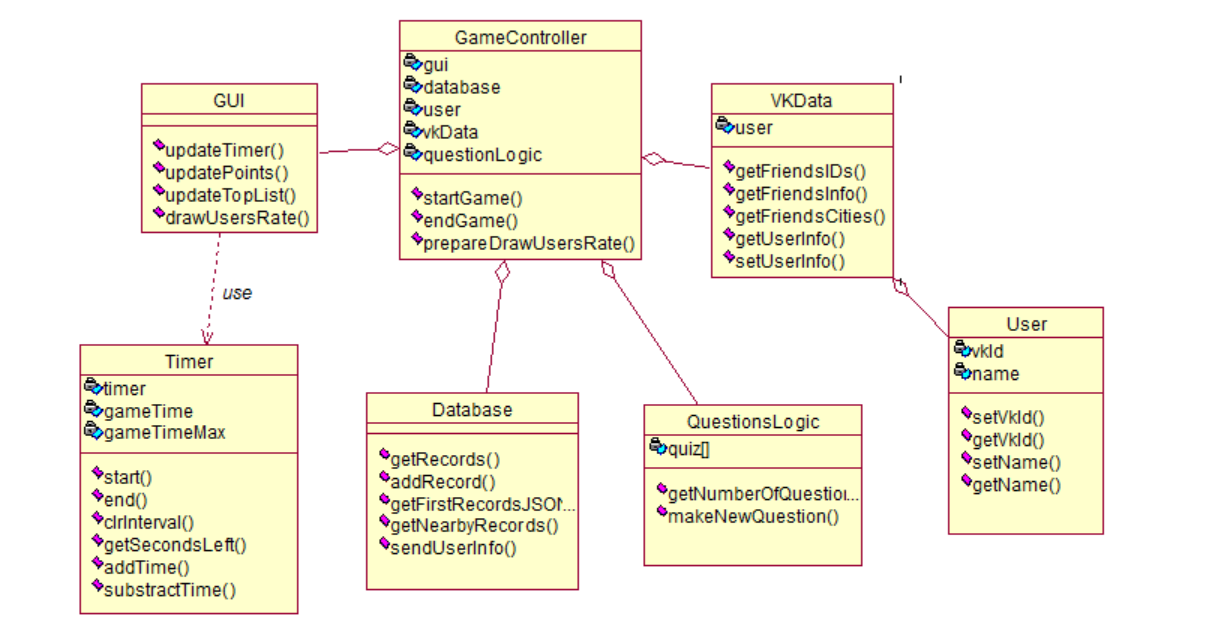 GameController
gui
database
user
vkData
questionLogic
startGame()
endGame()
prepareDrawUsersRate()
GUI
updateTimer()
updatePoints()
updateTopList()
drawUsersRate()
VKData
user
getFriendsIDs()
getFriendsInfo()
getFriendsCities()
getUserInfo()
setUserInfo()
use
User
vkId
name
setVkId()
getVkId()
setName()
getName()
Timer
timer
gameTime
gameTimeMax
start()
end()
clrInterval()
getSecondsLeft()
addTime()
substractTime()
Database
getRecords()
addRecord()
getFirstRecordsJSON...
getNearbyRecords()
sendUserInfo()
QuestionsLogic
quiz[]
getNumberOfQuestion...
makeNewQuestion()